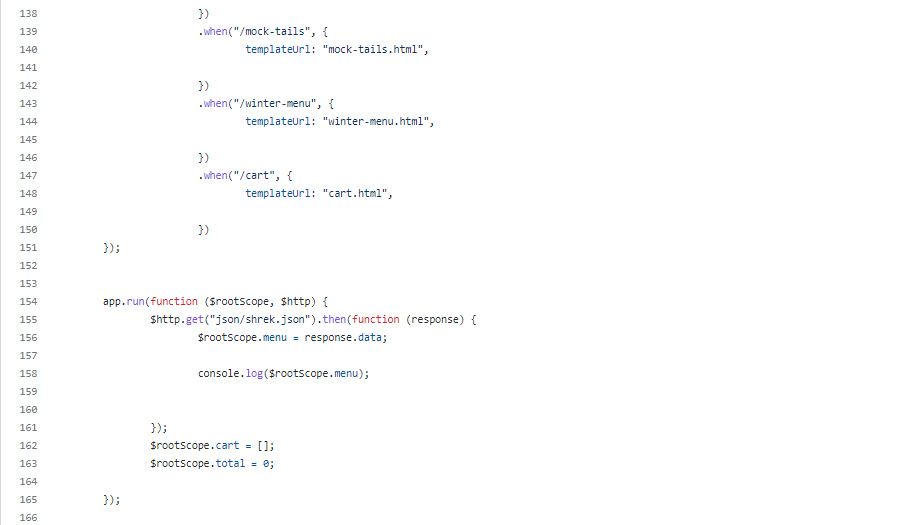 138 })
139 .when("/mock-tails", {
140 templateUrl: "mock-tails.html",
141
142 })
143 .when("/winter-menu", {
144 templateUrl: "winter-menu.html",
145
146 })
147 .when("/cart", {
148 templateUrl: "cart.html",
149
150 })
151 });
152
153
154 app.run(function ($rootScope, $http) {
155 $http.get("json/shrek.json").then(function (response) {
156 $rootScope.menu = response.data;
157
158 console.log($rootScope.menu);
159
160
161 });
162 $rootScope.cart = [];
163 $rootScope.total = 0;
164
165 });
166